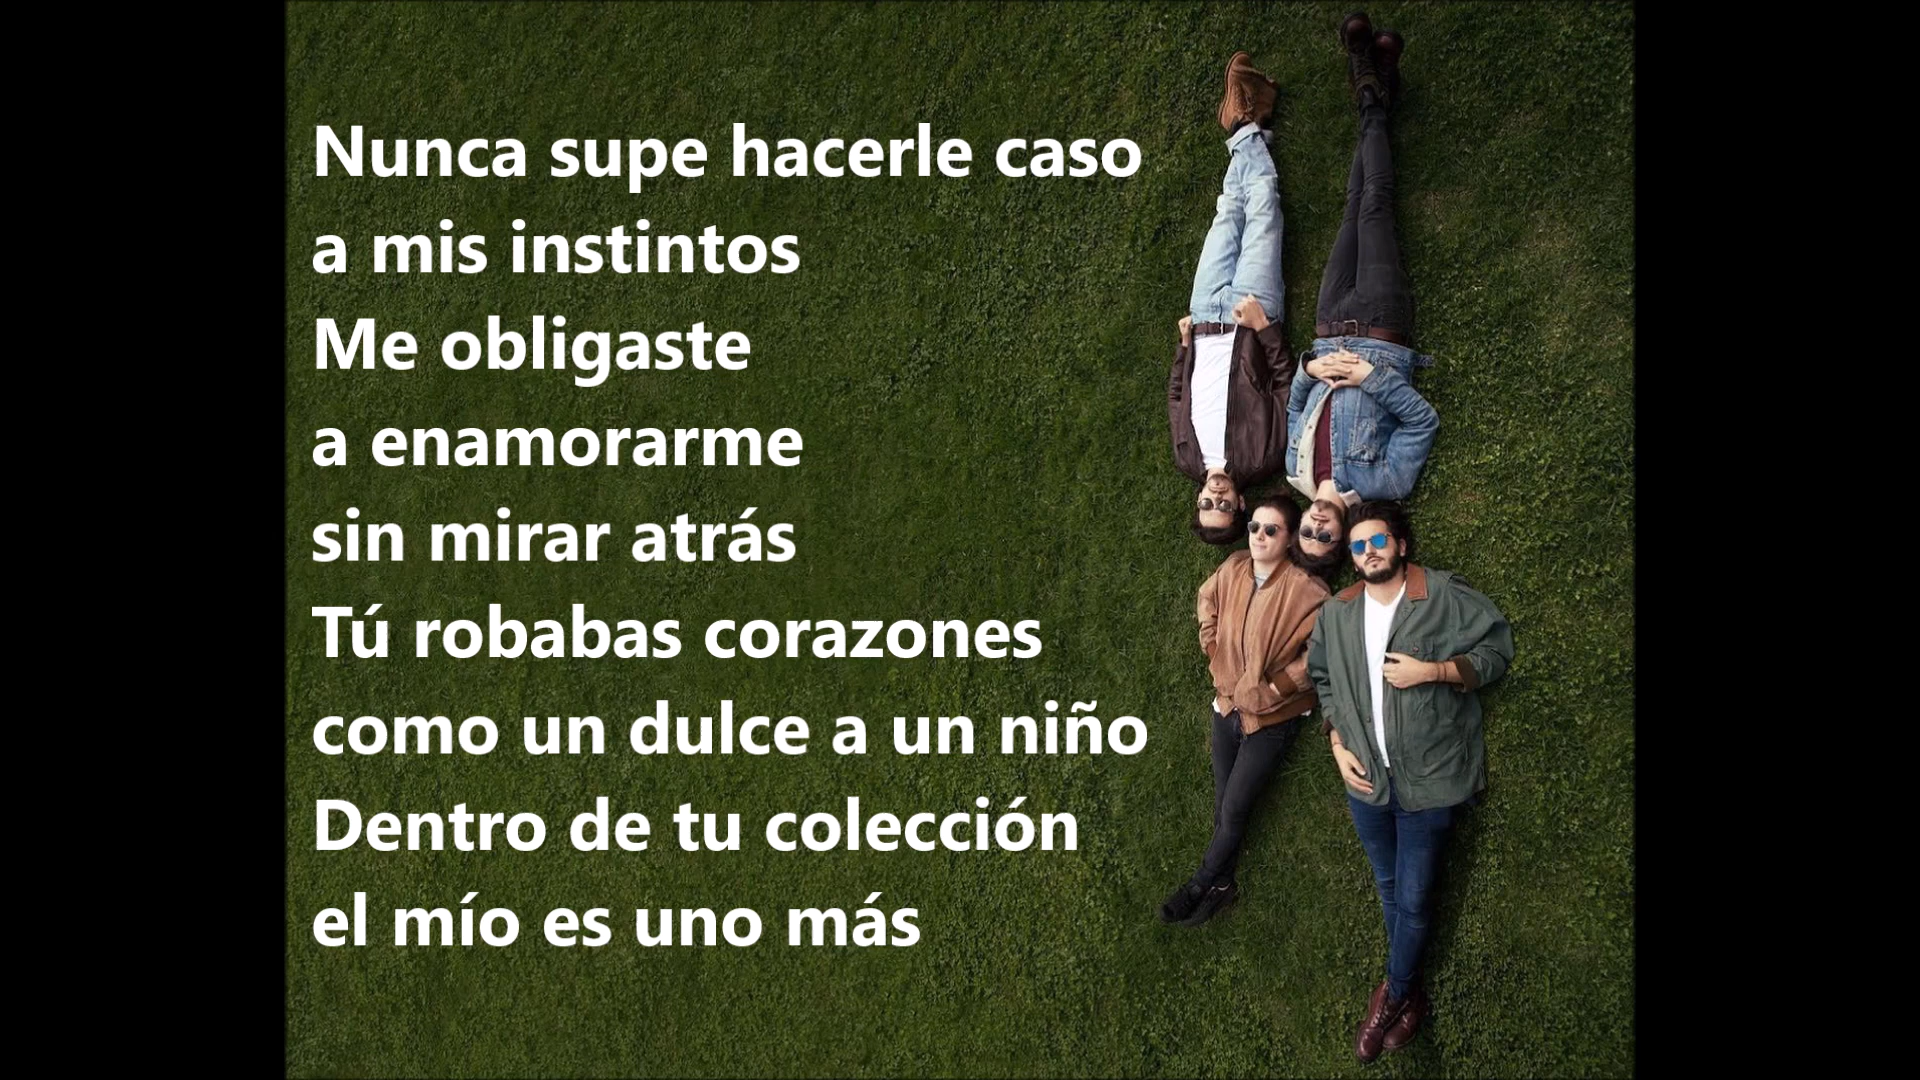 Nunca supe hacerle caso
a mis instintos
Me obligaste
a enamorarme
sin mirar atrás
Tú robabas corazones
como un dulce a un niño
Dentro de tu colección
el mío es uno más